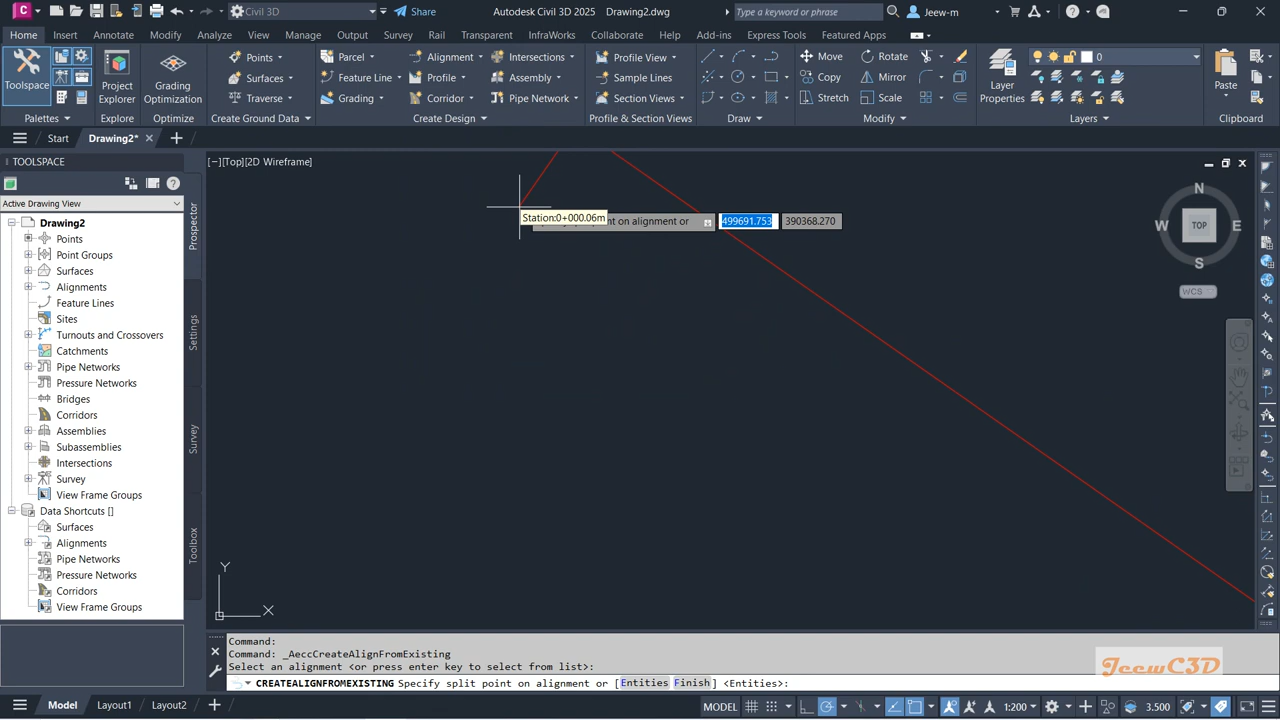 Civil 3D
Share
Autodesk Civil 3D 2025 Drawing2.dwg
Type a keyword or phrase
Jeew-m
Home Insert Annotate Modify Analyze View Manage Output Survey Rail Transparent InfraWorks Collaborate Help Add-ins Express Tools Featured Apps
Toolspace
Project
Explorer
Grading
Optimization
Points
Surfaces
Traverse
Parcel
Feature Line
Grading
Alignment
Profile
Corridor
Intersections
Assembly
Pipe Network
Profile View
Sample Lines
Section Views
Move
Copy
Stretch
Rotate
Mirror
Scale
Layer
Properties
0
Paste
Palettes Explore Optimize Create Ground Data Create Design Profile & Section Views Draw Modify Layers Clipboard
Start Drawing2*
TOOLSPACE
Active Drawing View
Drawing2
Points
Point Groups
Surfaces
Alignments
Feature Lines
Sites
Turnouts and Crossovers
Catchments
Pipe Networks
Pressure Networks
Bridges
Corridors
Assemblies
Subassemblies
Intersections
Survey
View Frame Groups
Data Shortcuts []
Surfaces
Alignments
Pipe Networks
Pressure Networks
Corridors
View Frame Groups
Prospector
Settings
Survey
Toolbox
[−][Top][2D Wireframe]
Station:0+000.06m
on alignment or
499691.753
390368.270
N
W TOP E
S
WCS
Y
X
Command:
Command: _AeccCreateAlignFromExisting
Select an alignment <or press enter key to select from list>:
CREATEALIGNFROMEXISTING Specify split point on alignment or [Entities Finish] <Entities>:
JeewC3D
Model Layout1 Layout2
MODEL
1:200
3.500